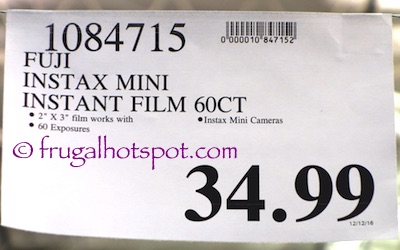 1084715
0000010847152
FUJI
INSTAX MINI
INSTANT FILM 60CT
• 2" X 3" film works with
• Instax Mini Cameras
• 60 Exposures
© frugalhotspot.com
34.99
12/12/16